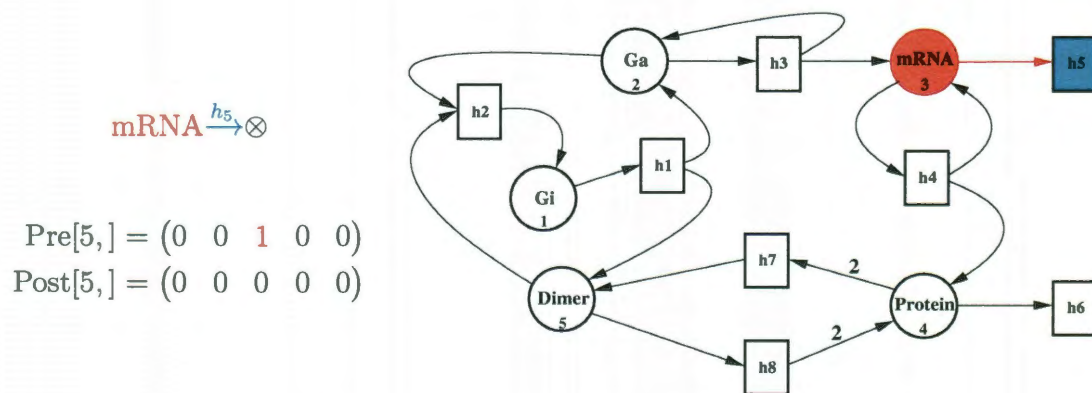 mRNA h5→ ⊗
Pre[5,] = (0 0 1 0 0)
Post[5,] = (0 0 0 0 0)
Ga
2
h3
mRNA
3
h5
h2
h1
h4
Gi
1
h7
2
Dimer
5
Protein
4
h6
2
h8